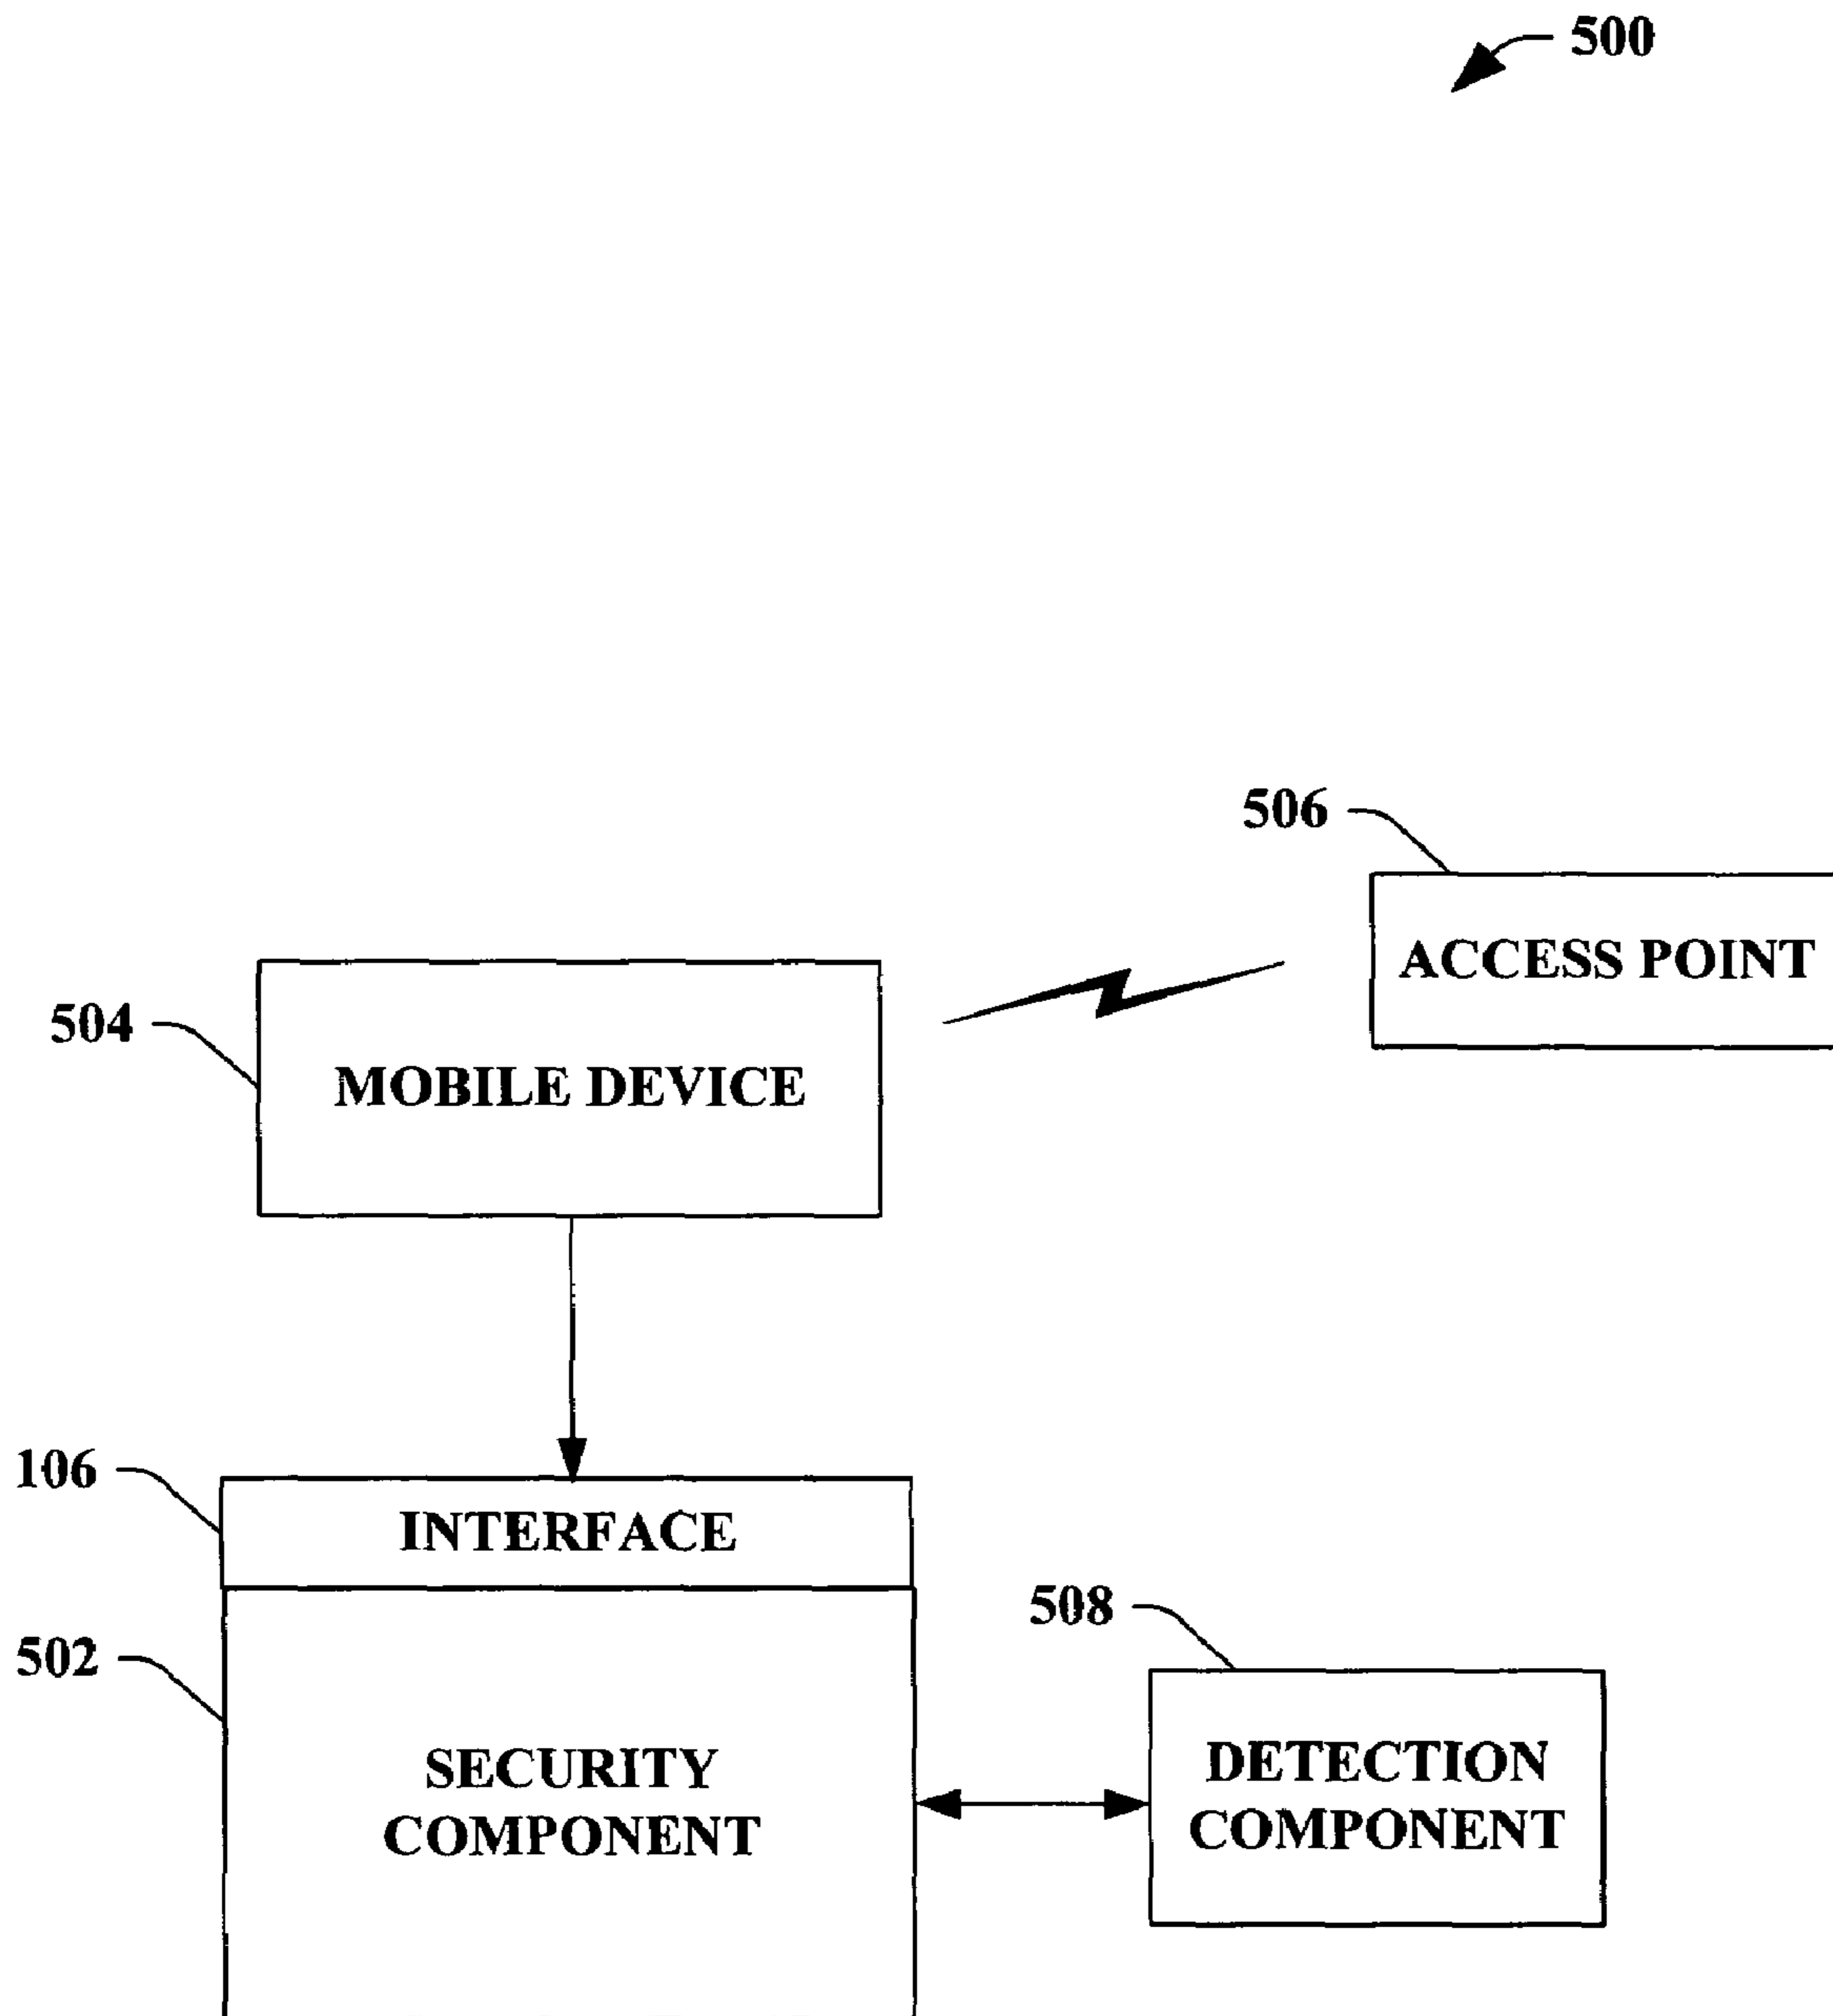 500
506
ACCESS POINT
504
MOBILE DEVICE
106
INTERFACE
508
502
SECURITY
COMPONENT
DETECTION
COMPONENT